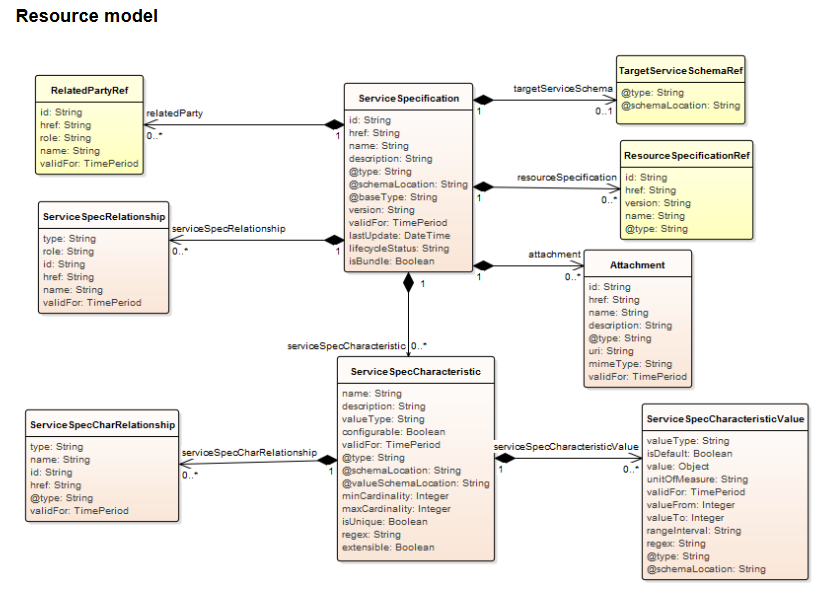 Resource model
RelatedPartyRef
id: String
href: String
role: String
name: String
validFor: TimePeriod
relatedParty
0..*
1
ServiceSpecification
id: String
href: String
name: String
description: String
@type: String
@schemaLocation: String
@baseType: String
version: String
validFor: TimePeriod
lastUpdate: DateTime
lifecycleStatus: String
isBundle: Boolean
targetServiceSchema
1
0..1
TargetServiceSchemaRef
@type: String
@schemaLocation: String
resourceSpecification
1
0..*
ResourceSpecificationRef
id: String
href: String
version: String
name: String
@type: String
ServiceSpecRelationship
type: String
role: String
id: String
href: String
name: String
validFor: TimePeriod
serviceSpecRelationship
0..*
1
attachment
1
0..*
Attachment
id: String
href: String
name: String
description: String
@type: String
uri: String
mimeType: String
validFor: TimePeriod
1
serviceSpecCharacteristic
0..*
ServiceSpecCharacteristic
name: String
description: String
valueType: String
configurable: Boolean
validFor: TimePeriod
@type: String
@schemaLocation: String
@valueSchemaLocation: String
minCardinality: Integer
maxCardinality: Integer
isUnique: Boolean
regex: String
extensible: Boolean
ServiceSpecCharRelationship
type: String
name: String
id: String
href: String
@type: String
validFor: TimePeriod
serviceSpecCharRelationship
0..*
1
serviceSpecCharacteristicValue
1
0..*
ServiceSpecCharacteristicValue
valueType: String
isDefault: Boolean
value: Object
unitOfMeasure: String
validFor: TimePeriod
valueFrom: Integer
valueTo: Integer
rangeInterval: String
regex: String
@type: String
@schemaLocation: String